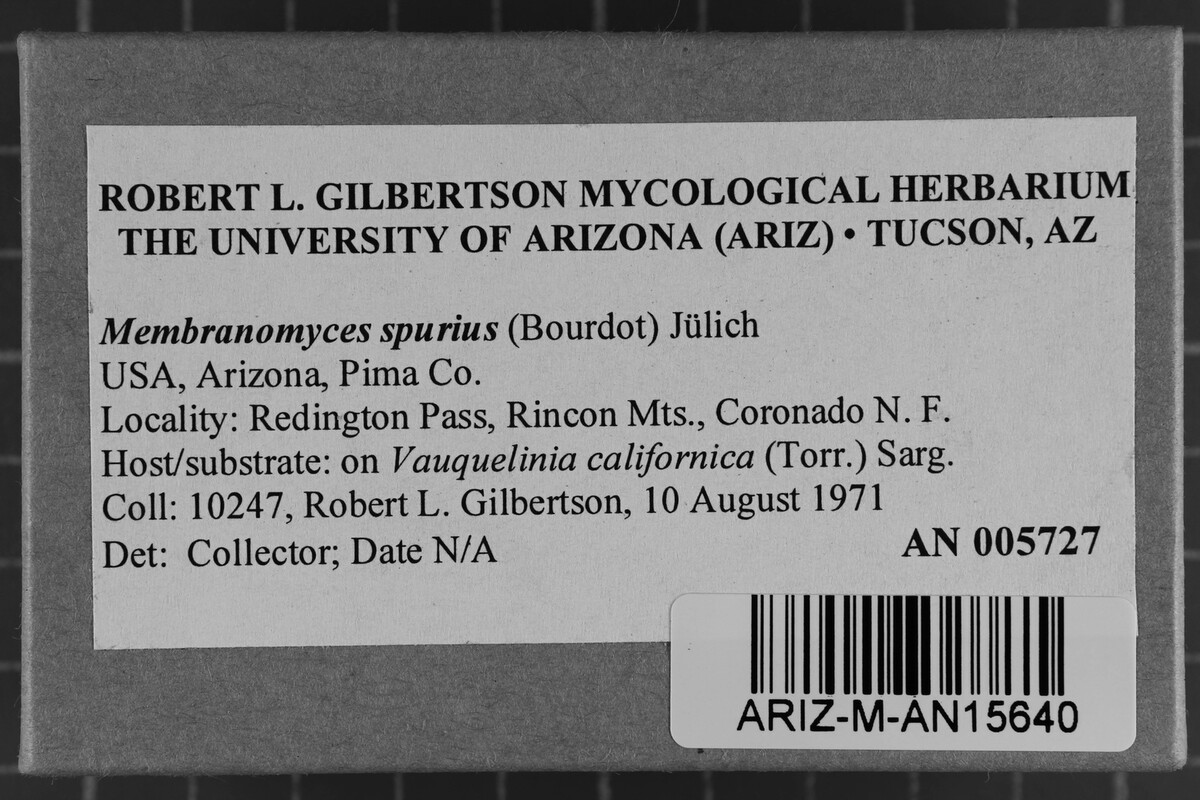 ROBERT L. GILBERTSON MYCOLOGICAL HERBARIUM
THE UNIVERSITY OF ARIZONA (ARIZ) • TUCSON, AZ
Membranomyces spurius (Bourdot) Jülich
USA, Arizona, Pima Co.
Locality: Redington Pass, Rincon Mts., Coronado N. F.
Host/substrate: on Vauquelinia californica (Torr.) Sarg.
Coll: 10247, Robert L. Gilbertson, 10 August 1971
Det: Collector; Date N/A
AN 005727
ARIZ-M-AN15640